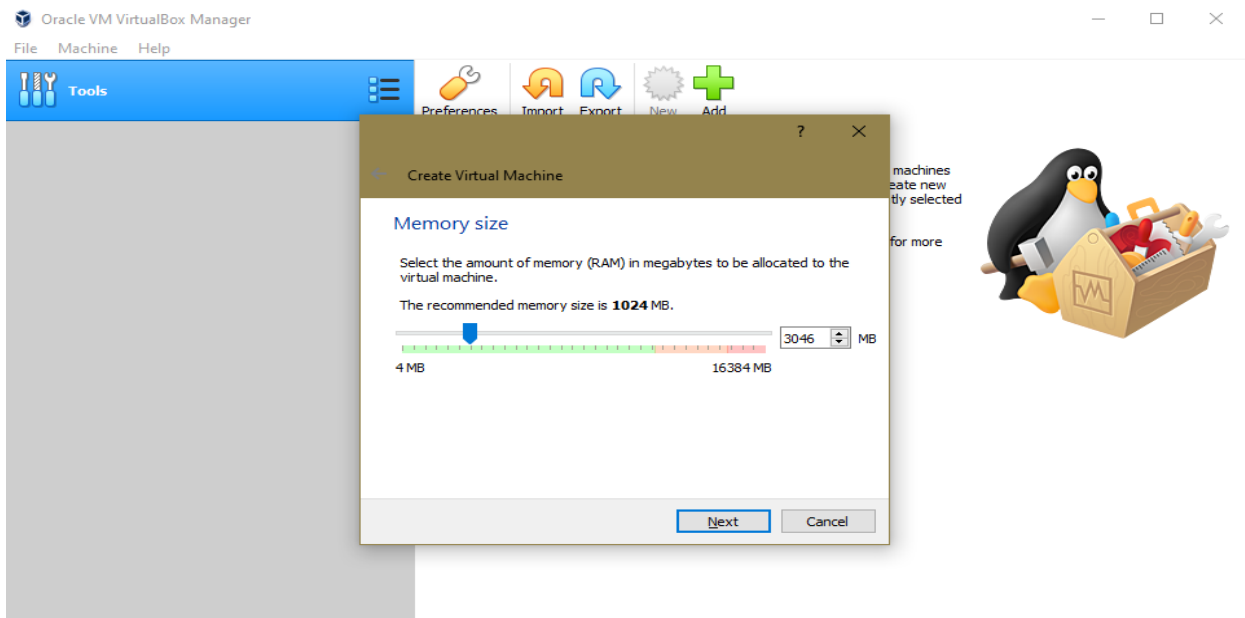 Oracle VM VirtualBox Manager
File Machine Help
Tools
Preferences Import Export New Add
? 
Create Virtual Machine
machines
eate new
tly selected
for more
Memory size
Select the amount of memory (RAM) in megabytes to be allocated to the
virtual machine.
The recommended memory size is 1024 MB.
3046 MB
4 MB 16384 MB
Next Cancel